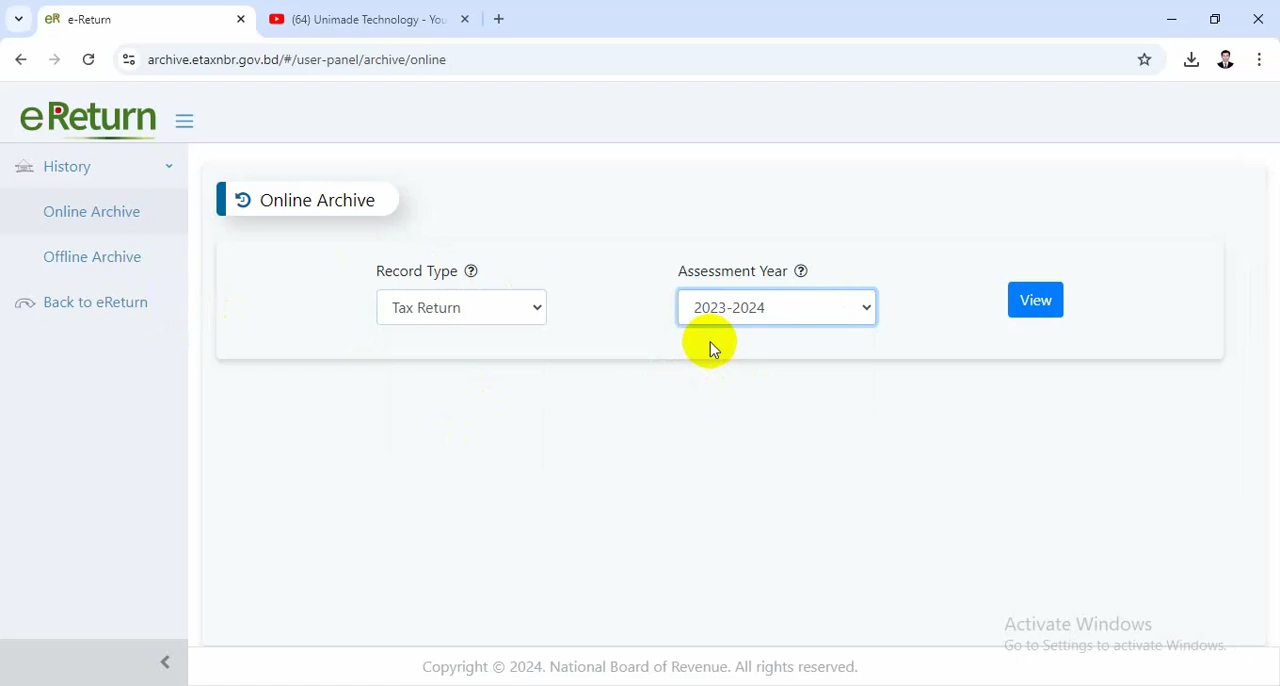 e-Return
(64) Unimade Technology - You
archive.etaxnbr.gov.bd/#/user-panel/archive/online
eReturn
History
Online Archive
Offline Archive
Back to eReturn
Online Archive
Record Type
Assessment Year
Tax Return
2023-2024
View
Activate Windows
Go to Settings to activate Windows.
Copyright © 2024. National Board of Revenue. All rights reserved.